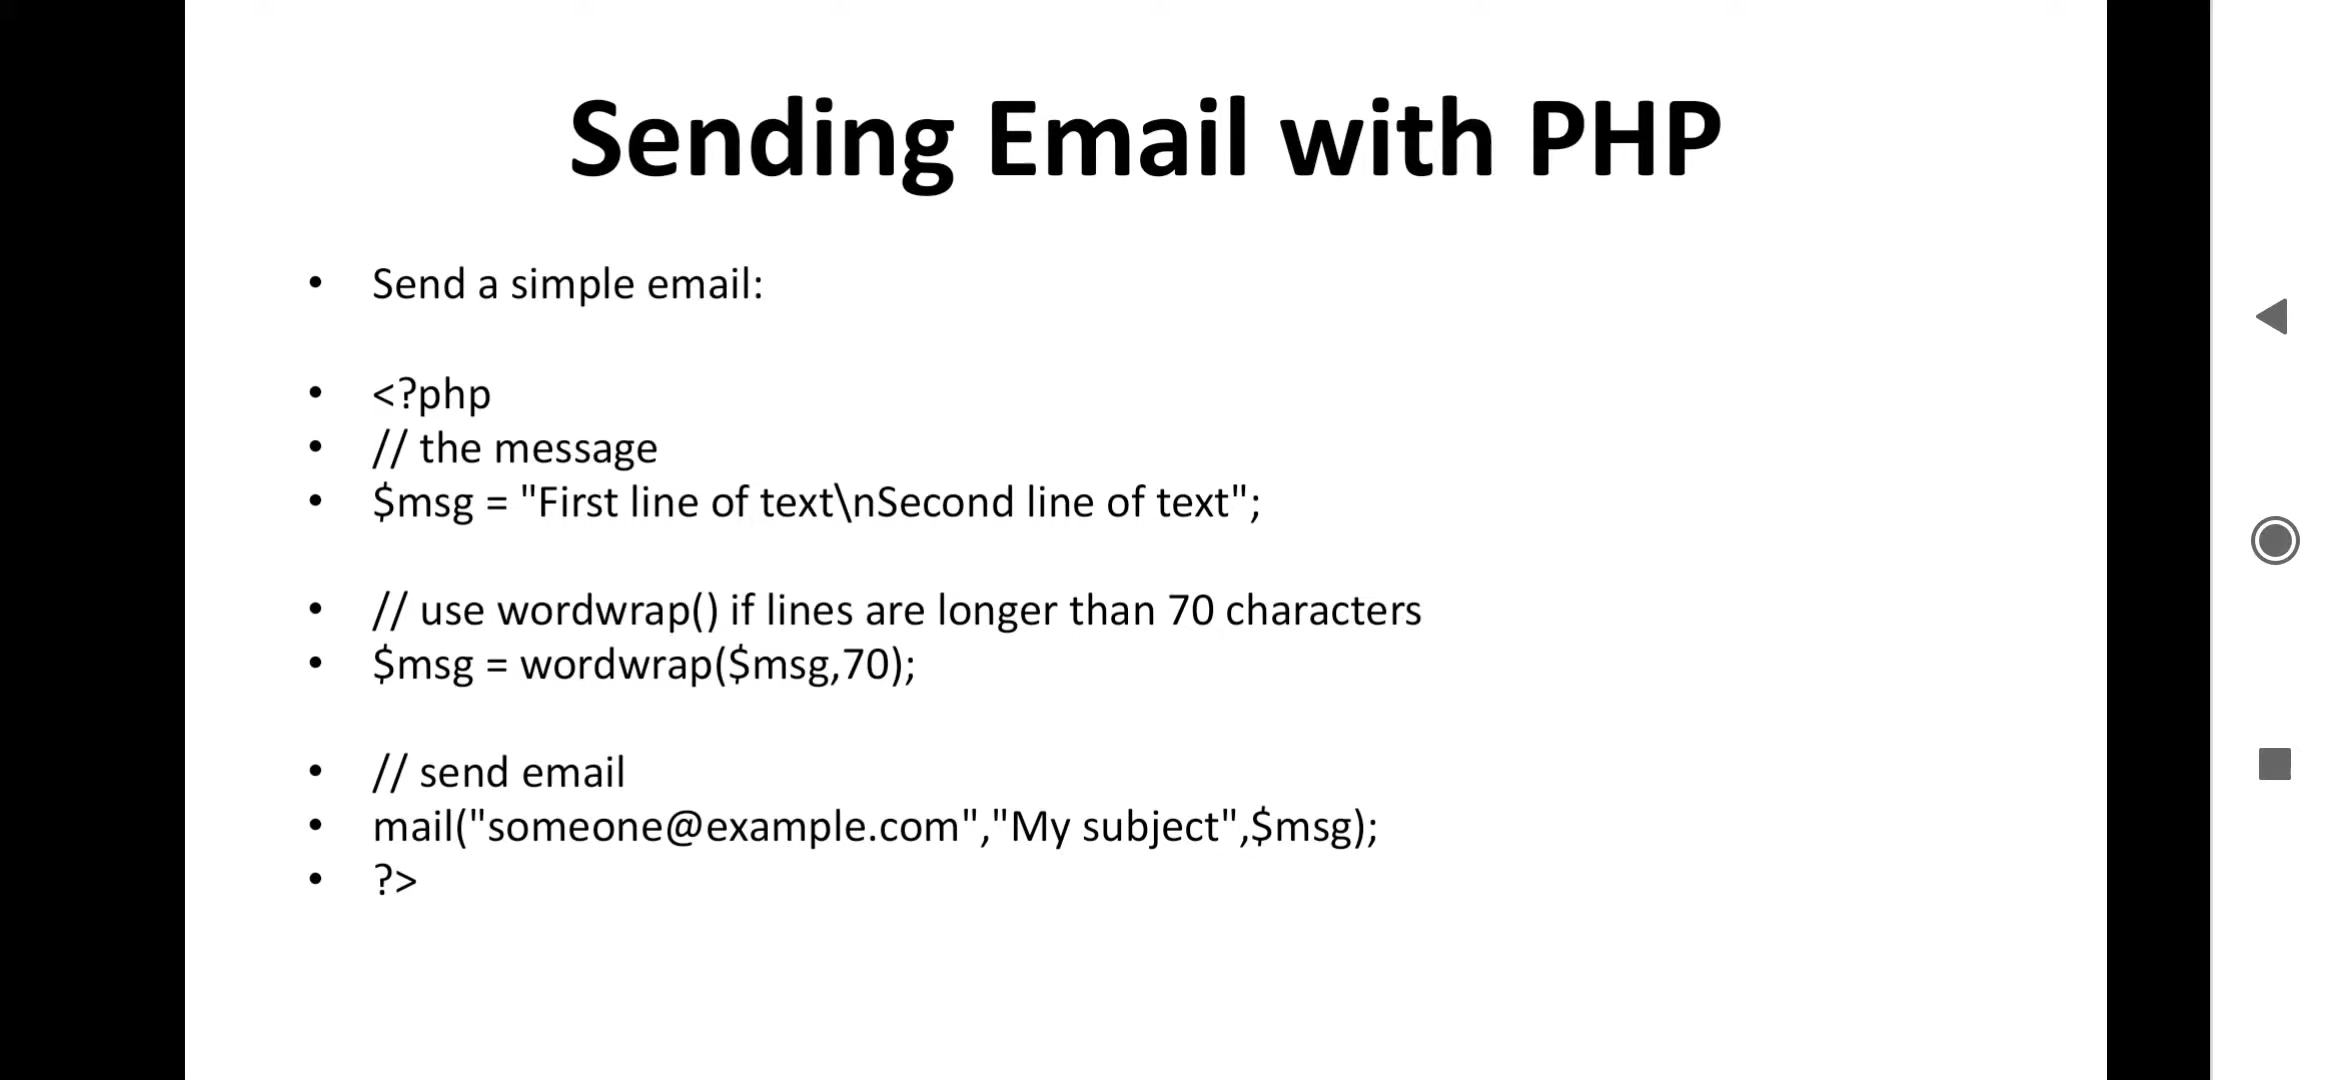 Sending Email with PHP
• Send a simple email:
• <?php
• // the message
• $msg = "First line of text\nSecond line of text";
• // use wordwrap() if lines are longer than 70 characters
• $msg = wordwrap($msg,70);
• // send email
• mail("someone@example.com","My subject",$msg);
• ?>